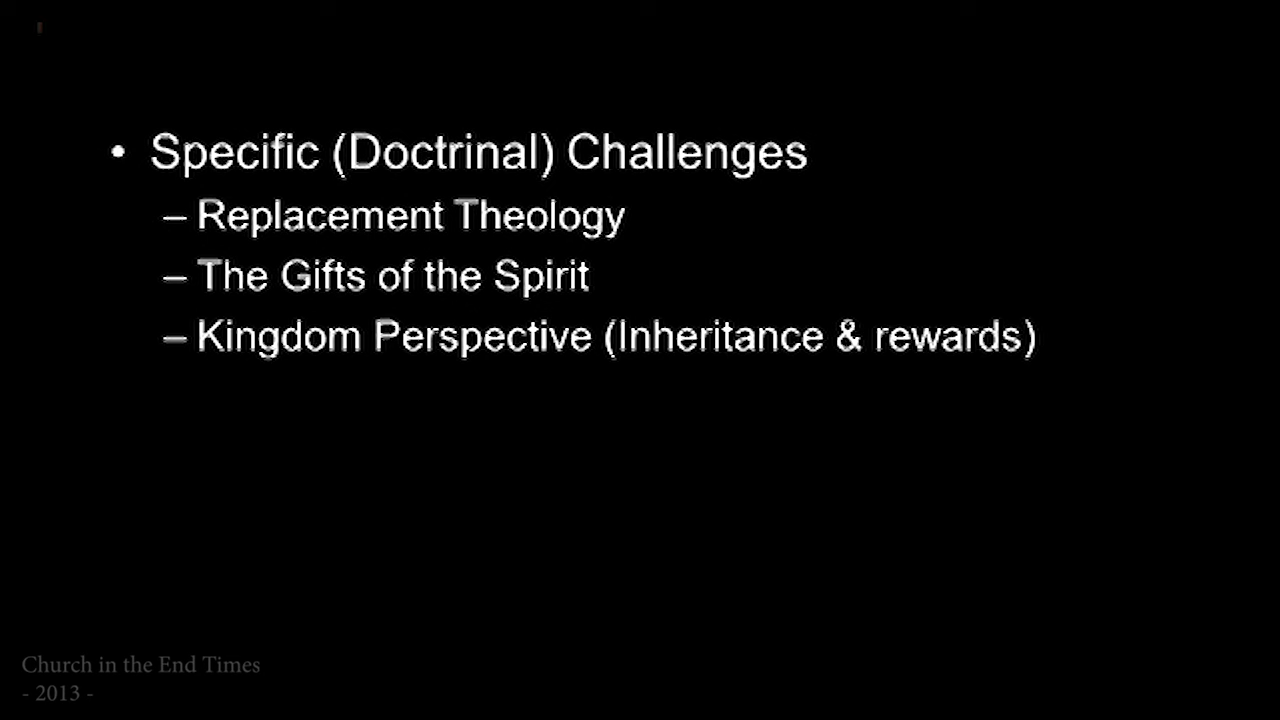 • Specific (Doctrinal) Challenges
– Replacement Theology
– The Gifts of the Spirit
– Kingdom Perspective (Inheritance & rewards)
Church in the End Times
- 2013 -